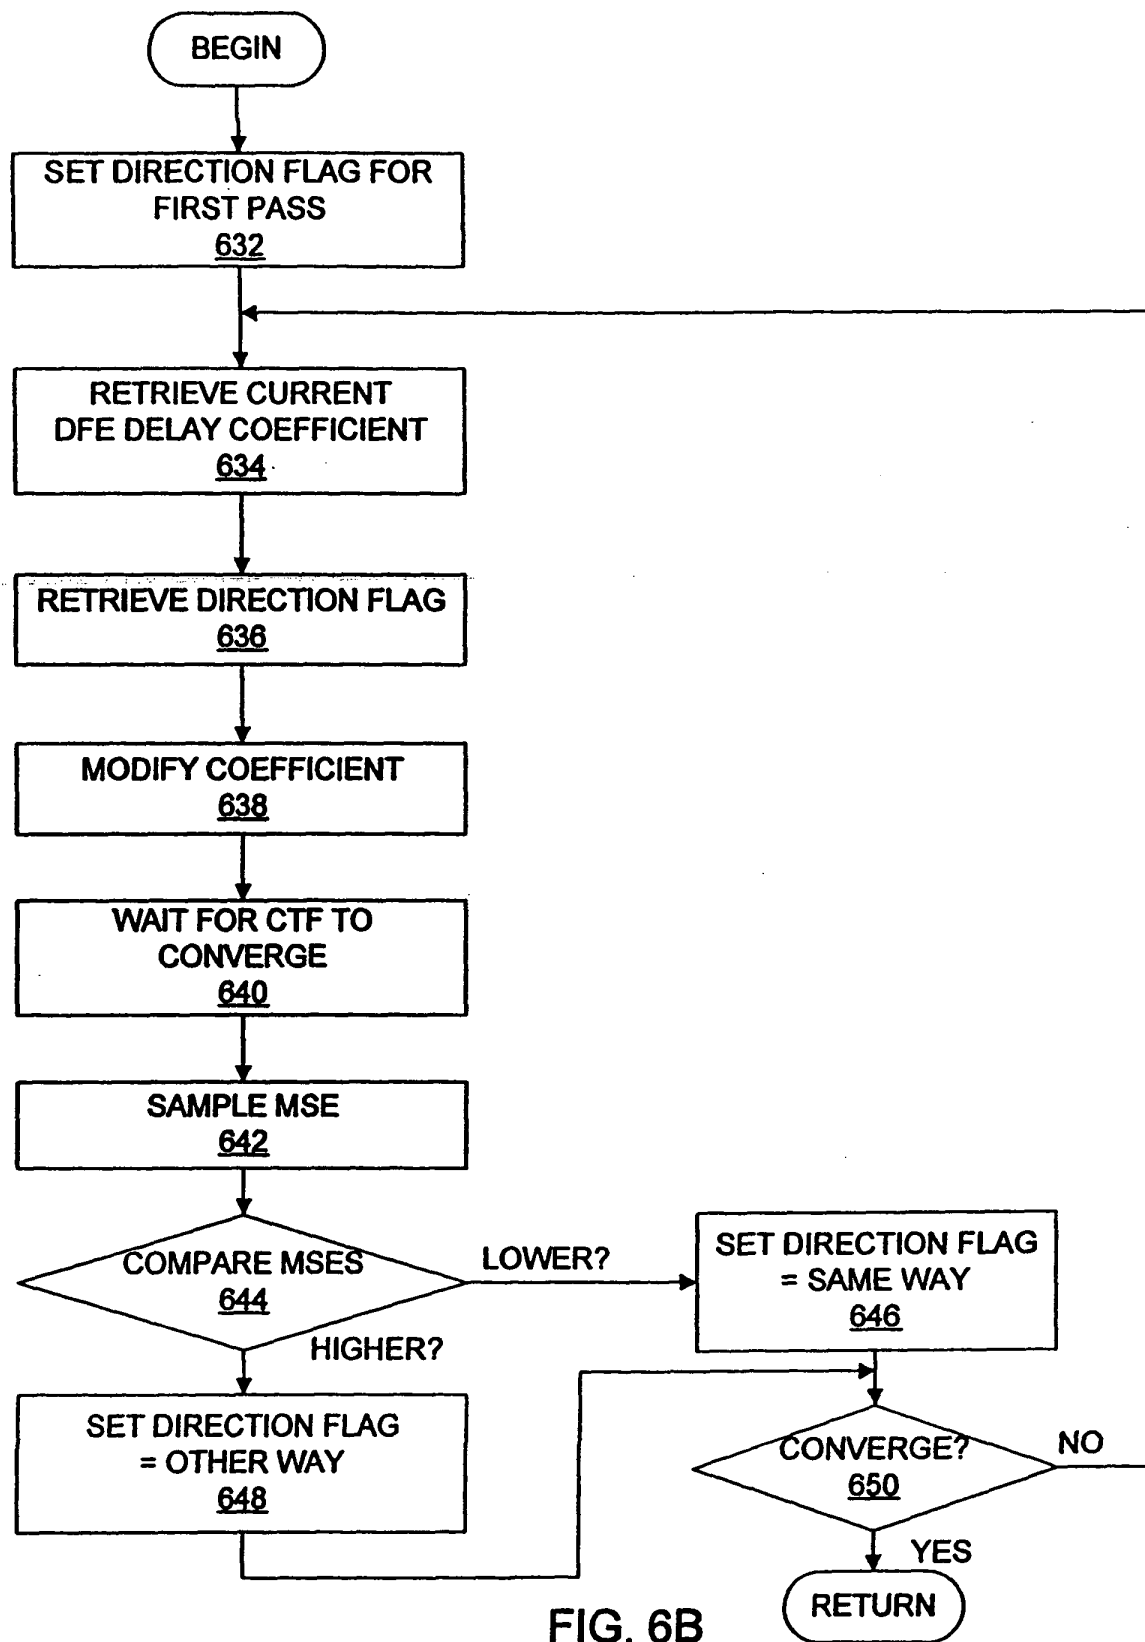 BEGIN
SET DIRECTION FLAG FOR
FIRST PASS
632
RETRIEVE CURRENT
DFE DELAY COEFFICIENT
634
RETRIEVE DIRECTION FLAG
636
MODIFY COEFFICIENT
638
WAIT FOR CTF TO
CONVERGE
640
SAMPLE MSE
642
COMPARE MSES
644
LOWER?
HIGHER?
SET DIRECTION FLAG
= SAME WAY
646
SET DIRECTION FLAG
= OTHER WAY
648
CONVERGE?
650
NO
YES
RETURN
FIG. 6B